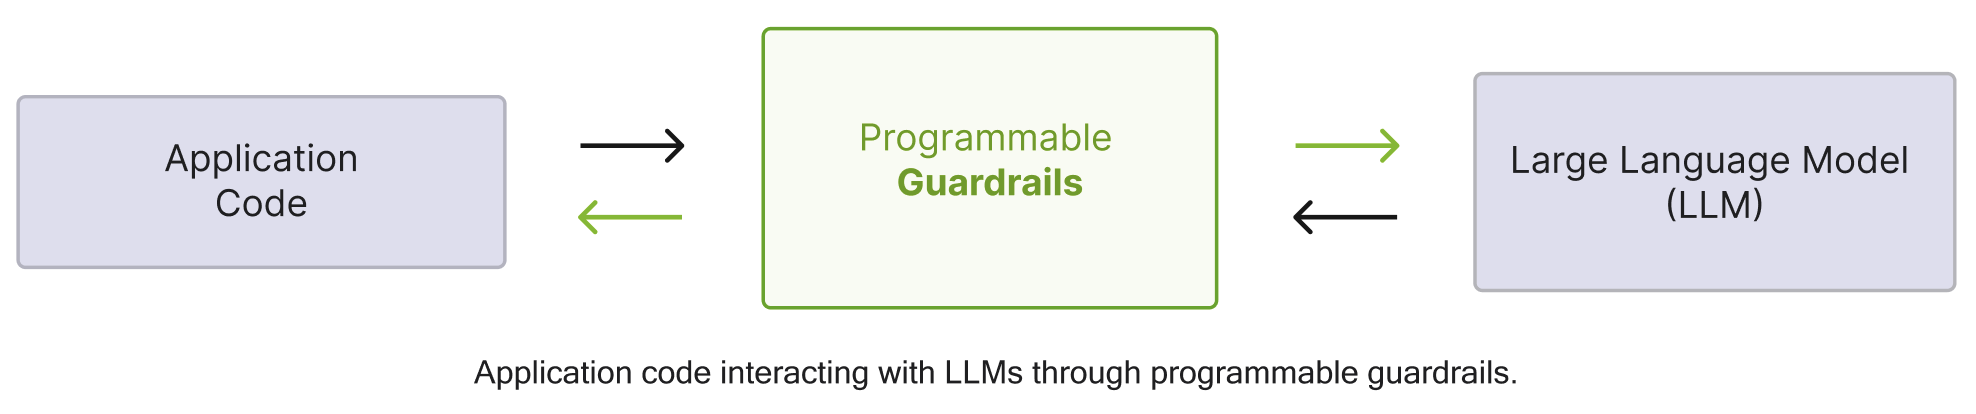 Application
Code
Programmable
Guardrails
Large Language Model
(LLM)
Application code interacting with LLMs through programmable guardrails.